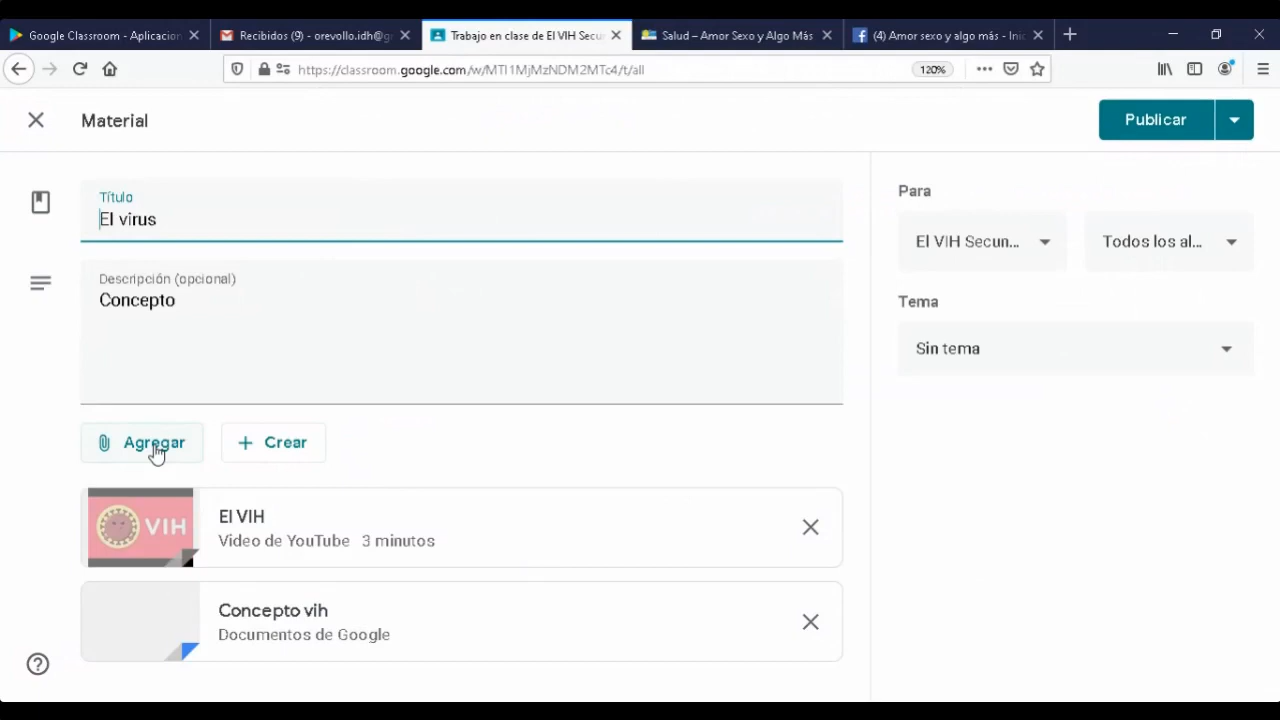 Google Classroom - Aplicacion
Recibidos (9) - orevollo.idh@g
Trabajo en clase de El VIH Secu
Salud – Amor Sexo y Algo Más
(4) Amor sexo y algo más - Inic
https://classroom.google.com/w/MTI1MjMzNDM2MTc4/t/all
120%
Material
Publicar
Título
El virus
Descripción (opcional)
Concepto
Para
El VIH Secun...
Todos los al...
Tema
Sin tema
Agregar
Crear
VIH
El VIH
Video de YouTube 3 minutos
Concepto vih
Documentos de Google